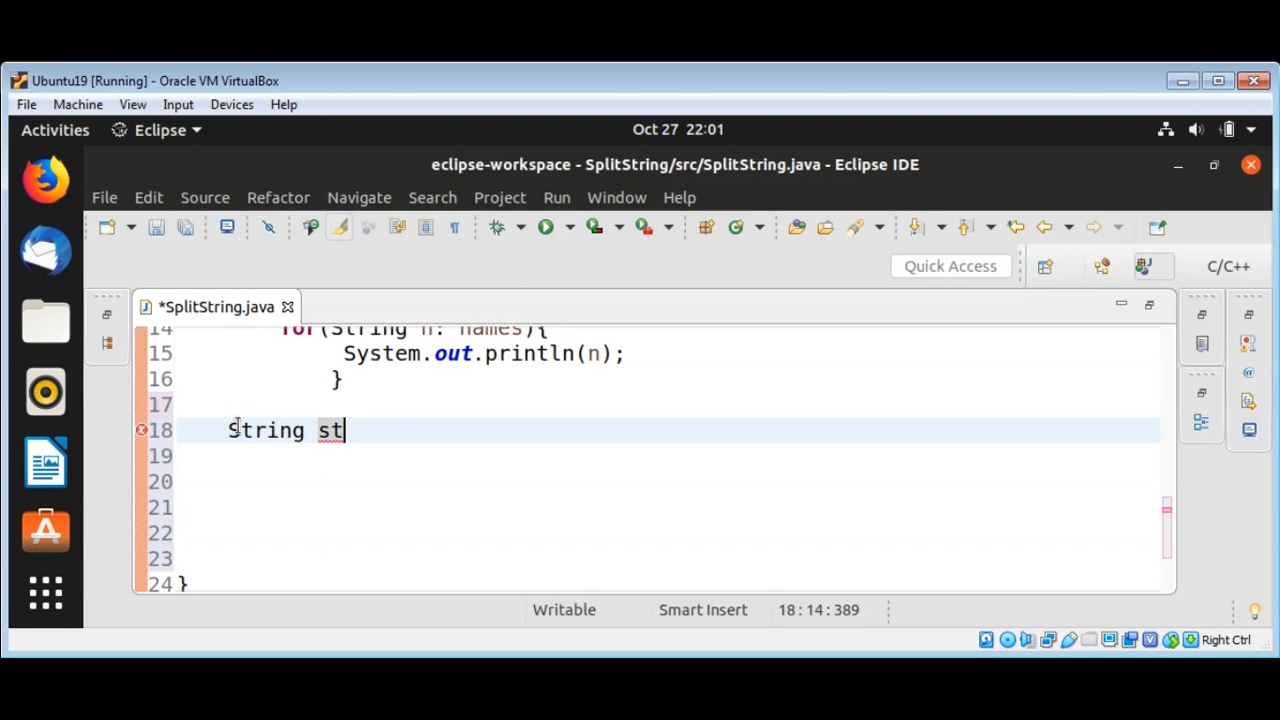 Ubuntu19 [Running] - Oracle VM VirtualBox
File Machine View Input Devices Help
Activities Eclipse Oct 27 22:01
eclipse-workspace - SplitString/src/SplitString.java - Eclipse IDE
File Edit Source Refactor Navigate Search Project Run Window Help
Quick Access C/C++
*SplitString.java
14 for(String n: names){
15 System.out.println(n);
16 }
17
18 String st
19
20
21
22
23
24 }
Writable Smart Insert 18:14:389
Right Ctrl